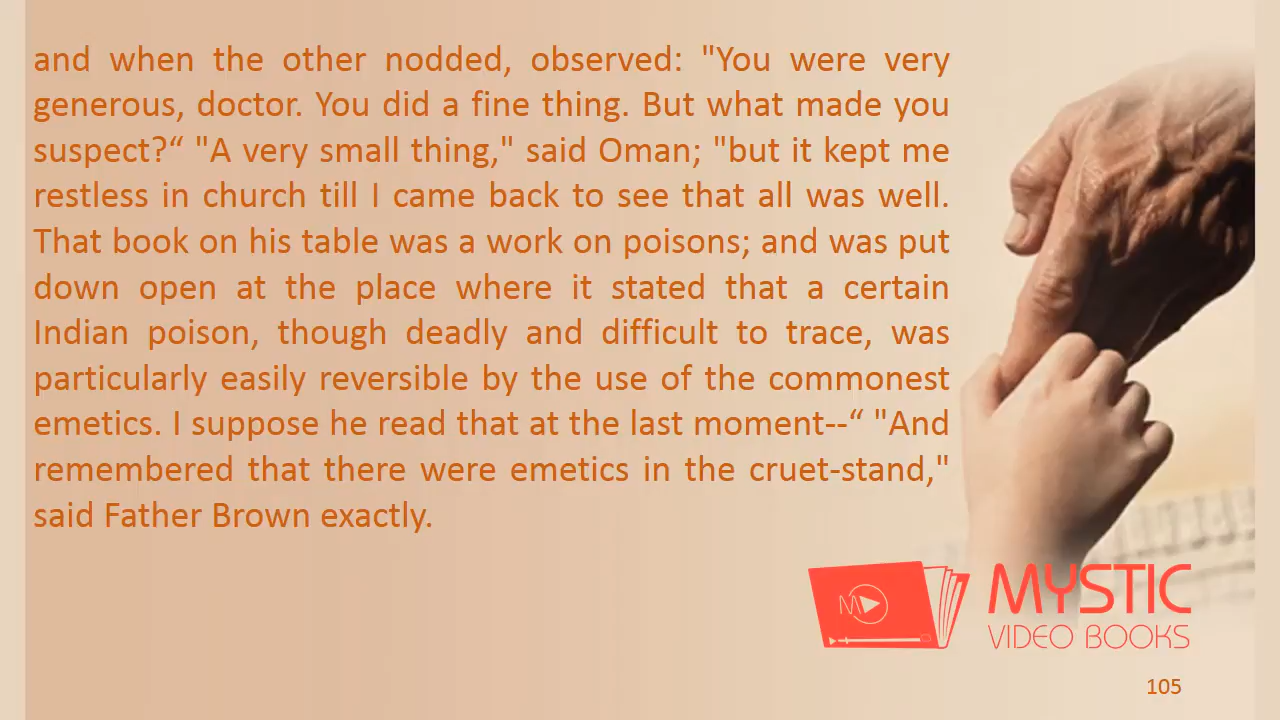 and when the other nodded, observed: "You were very
generous, doctor. You did a fine thing. But what made you
suspect?“ "A very small thing," said Oman; "but it kept me
restless in church till I came back to see that all was well.
That book on his table was a work on poisons; and was put
down open at the place where it stated that a certain
Indian poison, though deadly and difficult to trace, was
particularly easily reversible by the use of the commonest
emetics. I suppose he read that at the last moment--“ "And
remembered that there were emetics in the cruet-stand,"
said Father Brown exactly.
M
MYSTIC
VIDEO BOOKS
105